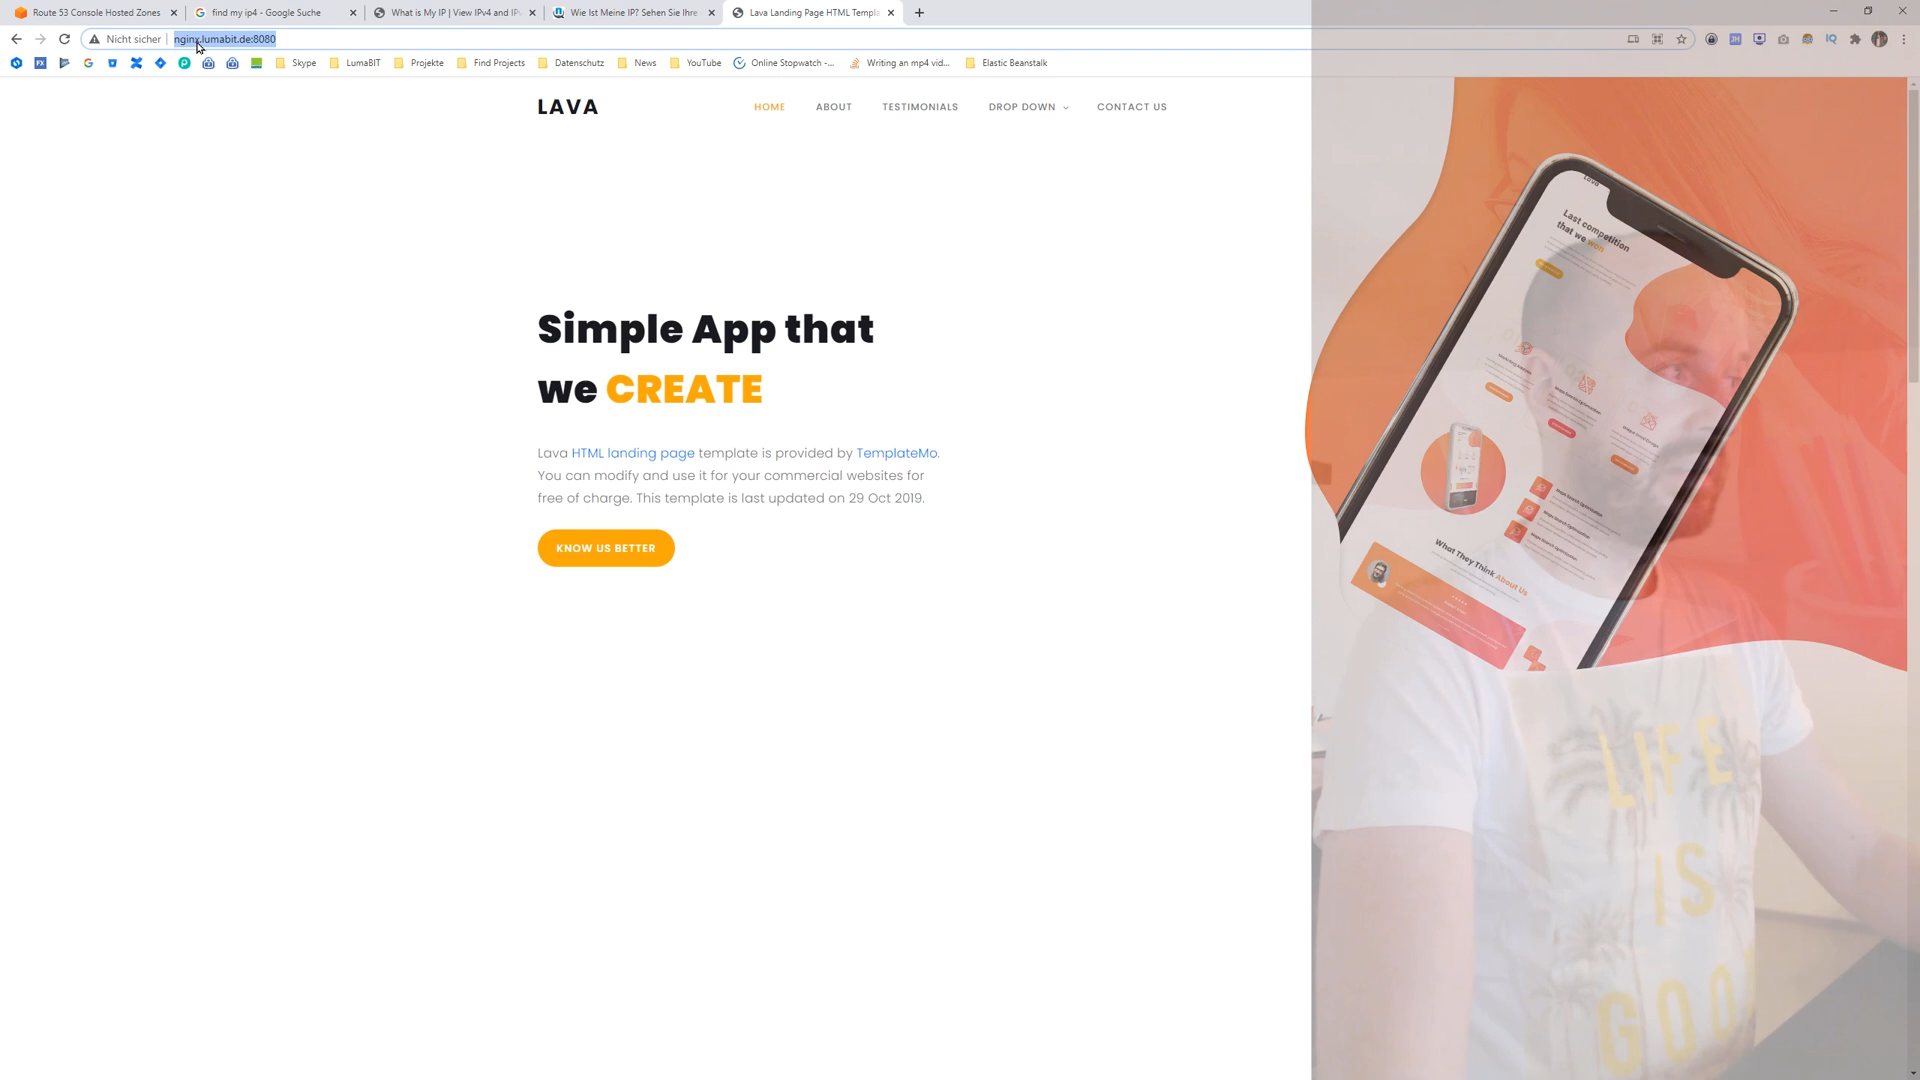 Route 53 Console Hosted Zones
find my ip4 - Google Suche
What is My IP | View IPv4 and IPv
Wie Ist Meine IP? Sehen Sie Ihre
Lava Landing Page HTML Templa
Nicht sicher
nginx.lumabit.de:8080
Skype
LumaBIT
Projekte
Find Projects
Datenschutz
News
YouTube
Online Stopwatch -...
Writing an mp4 vid...
Elastic Beanstalk
LAVA
HOME
ABOUT
TESTIMONIALS
DROP DOWN
CONTACT US
Simple App that
we CREATE
Lava HTML landing page template is provided by TemplateMo.
You can modify and use it for your commercial websites for
free of charge. This template is last updated on 29 Oct 2019.
KNOW US BETTER
Last competition
that we won
What They Think About Us
LIFE
IS
GOO